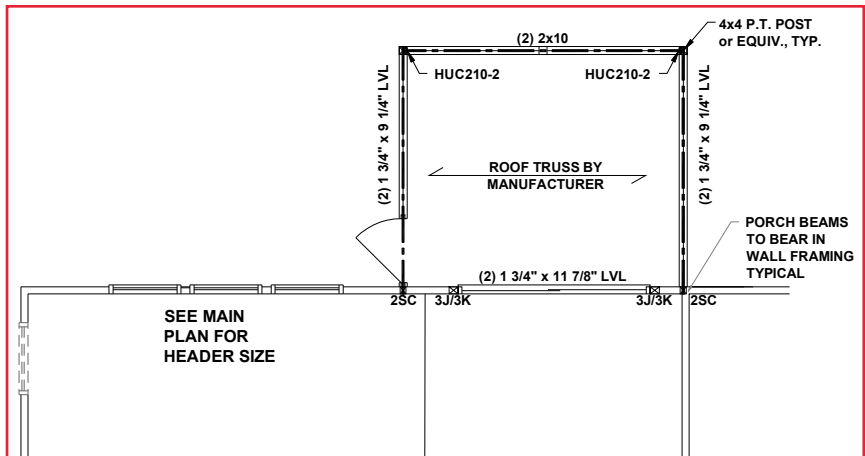 4x4 P.T. POST
or EQUIV., TYP.
(2) 2x10
HUC210-2
HUC210-2
(2) 1 3/4" x 9 1/4" LVL
(2) 1 3/4" x 9 1/4" LVL
ROOF TRUSS BY
MANUFACTURER
PORCH BEAMS
TO BEAR IN
WALL FRAMING
TYPICAL
(2) 1 3/4" x 11 7/8" LVL
2SC
3J/3K
3J/3K
2SC
SEE MAIN
PLAN FOR
HEADER SIZE